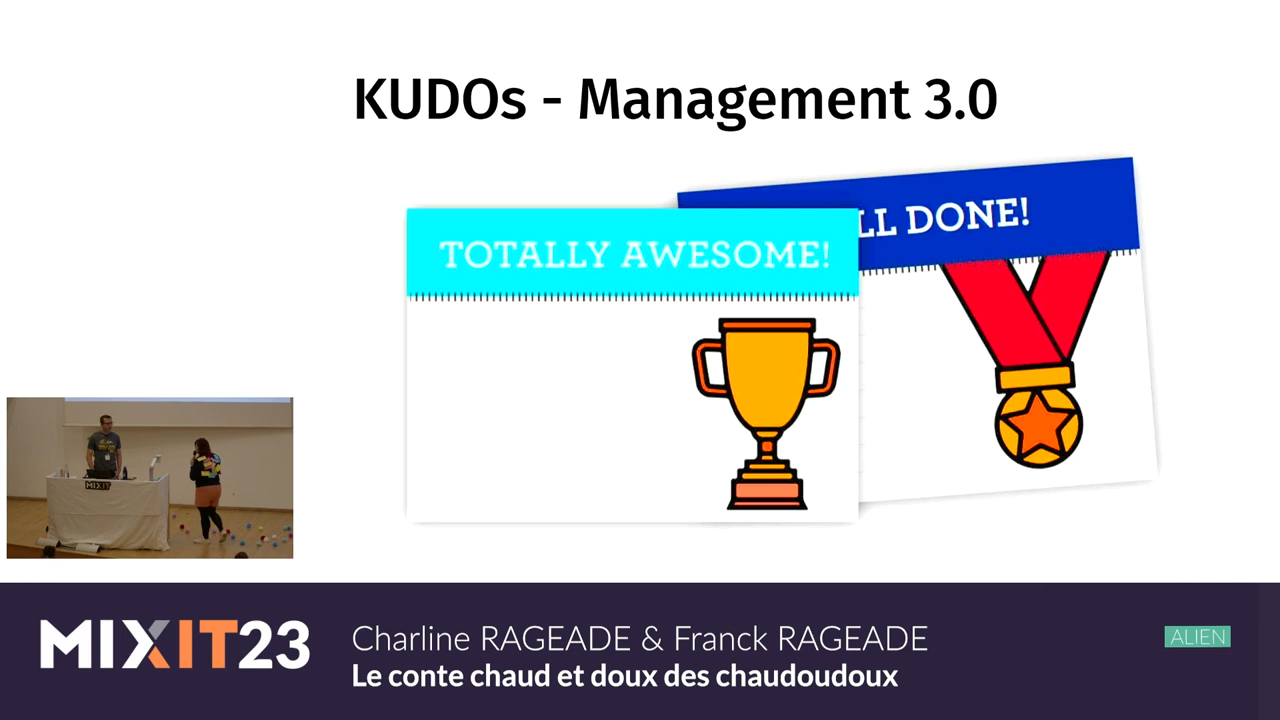 KUDOs - Management 3.0
LL DONE!
TOTALLY AWESOME!
MIXIT
MIXIT23
Charline RAGEADE & Franck RAGEADE
Le conte chaud et doux des chaudoudoux
ALIEN